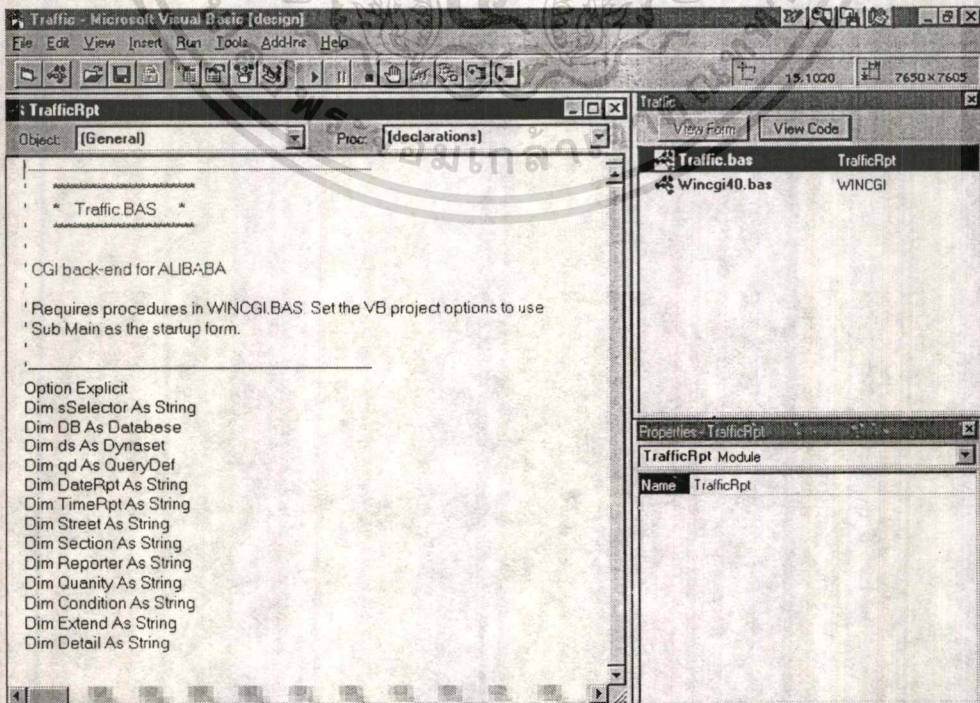 Traffic - Microsoft Visual Basic [design]
File Edit View Insert Run Tools Add-Ins Help
15,1020 7650×7605
TrafficRpt
Object: (General) Proc: (declarations)
'
' ************************
' * Traffic.BAS *
' ************************
'
' CGI back-end for ALIBABA
'
' Requires procedures in WINCGI.BAS. Set the VB project options to use
' Sub Main as the startup form.
'
'
Option Explicit
Dim sSelector As String
Dim DB As Database
Dim ds As Dynaset
Dim qd As QueryDef
Dim DateRpt As String
Dim TimeRpt As String
Dim Street As String
Dim Section As String
Dim Reporter As String
Dim Quanity As String
Dim Condition As String
Dim Extend As String
Dim Detail As String
Traffic
View Form View Code
Traffic.bas TrafficRpt
Wincgi40.bas WINCGI
Properties - TrafficRpt
TrafficRpt Module
Name TrafficRpt